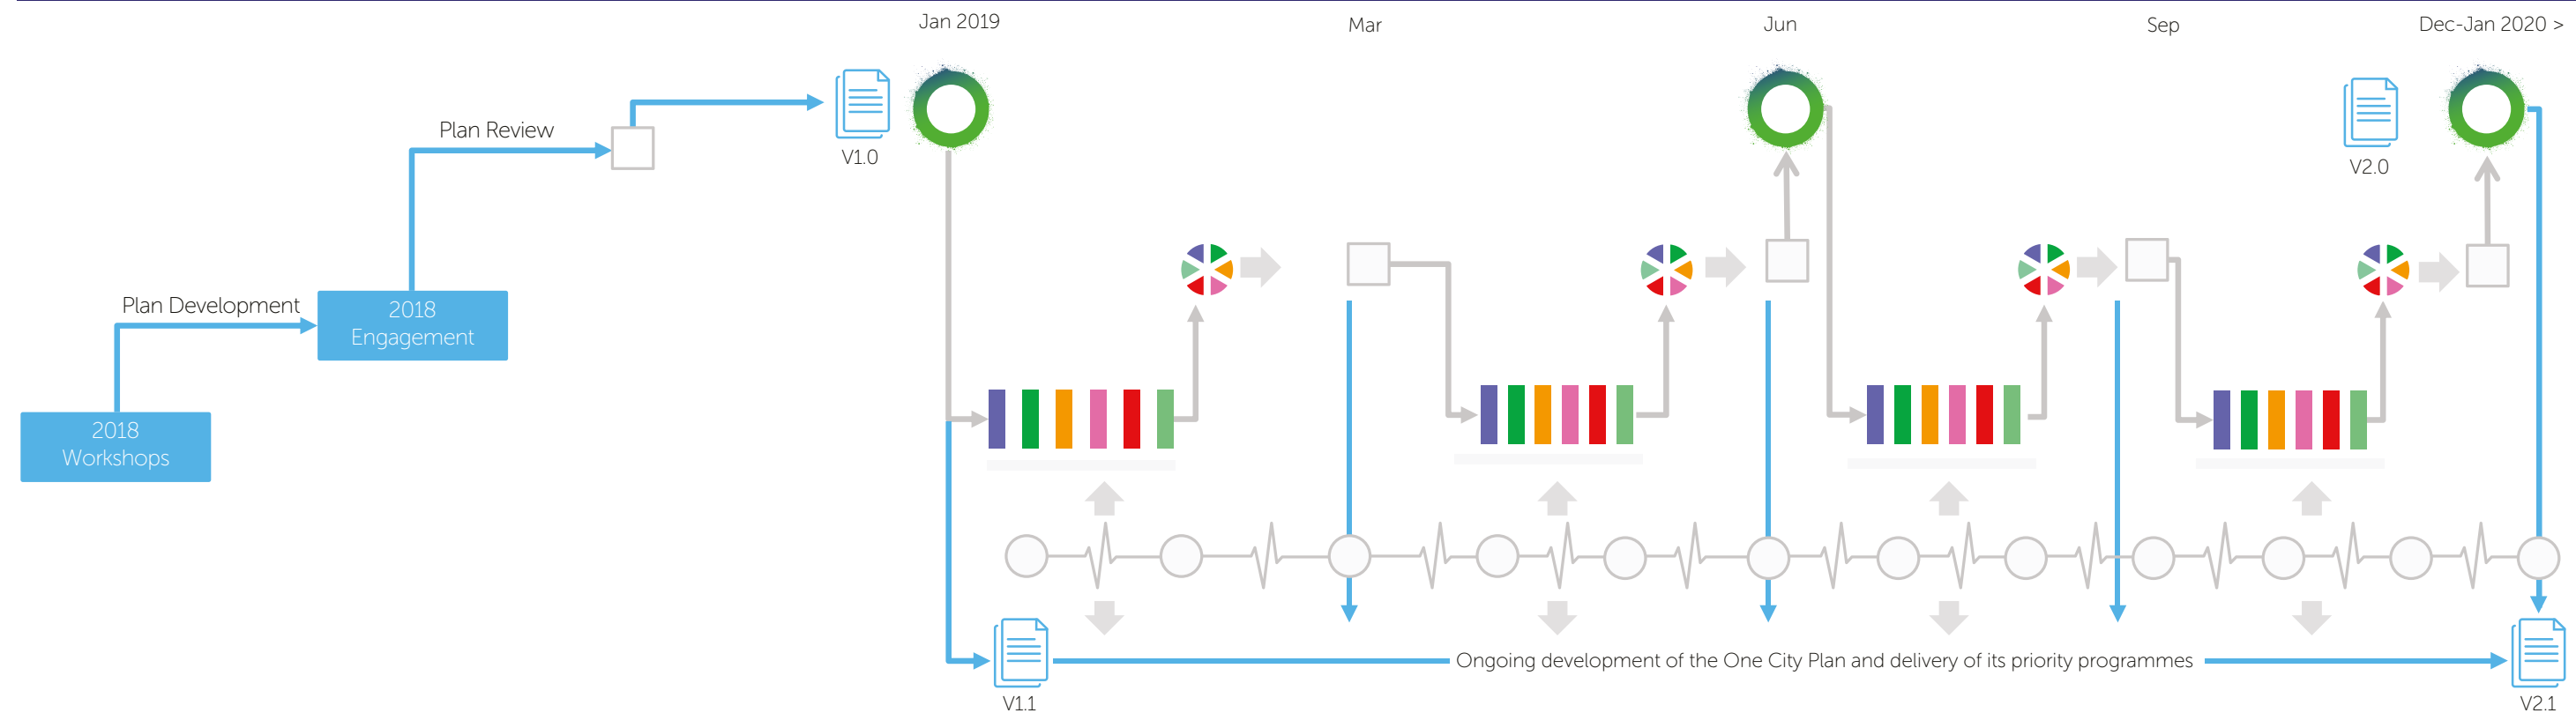 Jan 2019
Mar
Jun
Sep
Dec-Jan 2020 >
Plan Review
V1.0
V2.0
Plan Development
2018
Engagement
2018
Workshops
Ongoing development of the One City Plan and delivery of its priority programmes
V1.1
V2.1